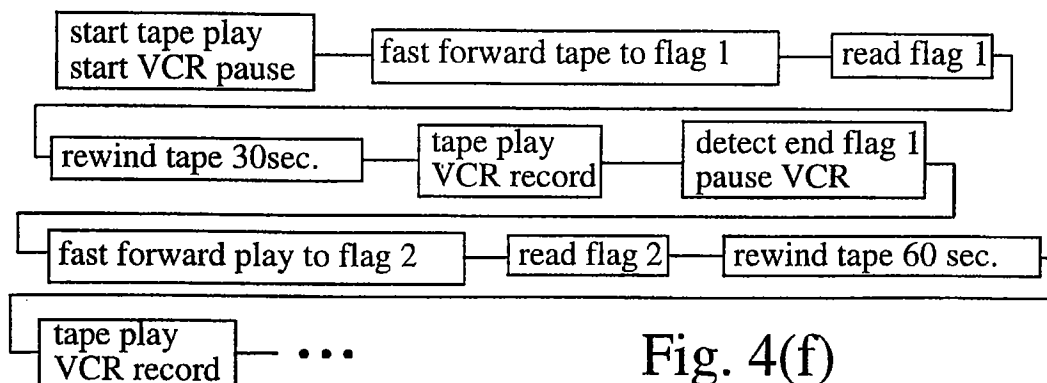 start tape play
start VCR pause
fast forward tape to flag 1
read flag 1
rewind tape 30sec.
tape play
VCR record
detect end flag 1
pause VCR
fast forward play to flag 2
read flag 2
rewind tape 60 sec.
tape play
VCR record
•••
Fig. 4(f)